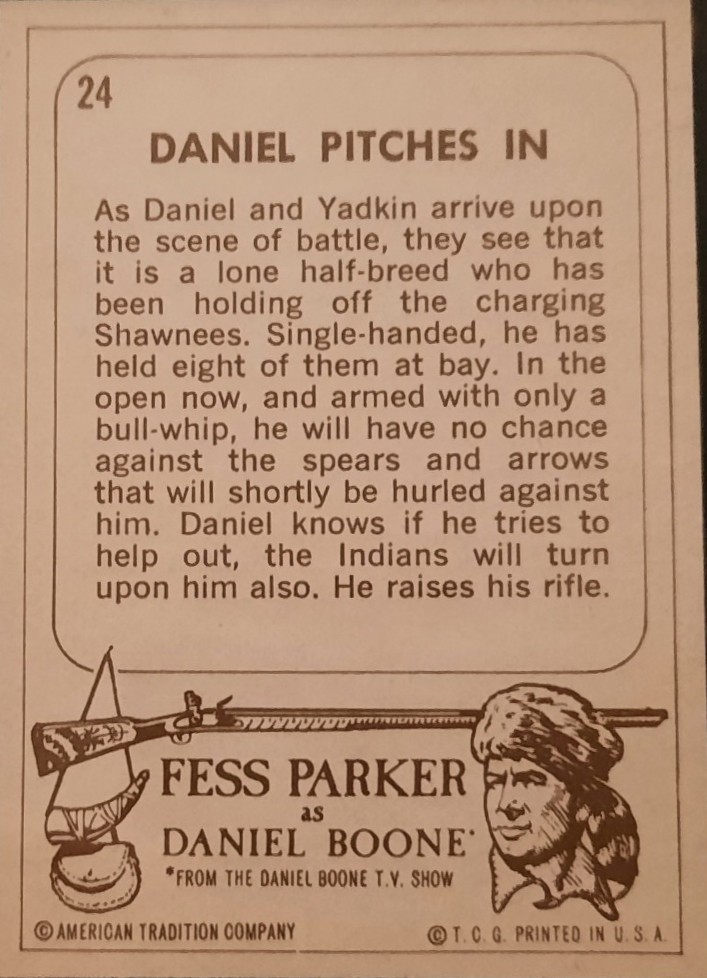 24
DANIEL PITCHES IN
As Daniel and Yadkin arrive upon
the scene of battle, they see that
it is a lone half-breed who has
been holding off the charging
Shawnees. Single-handed, he has
held eight of them at bay. In the
open now, and armed with only a
bull-whip, he will have no chance
against the spears and arrows
that will shortly be hurled against
him. Daniel knows if he tries to
help out, the Indians will turn
upon him also. He raises his rifle.
FESS PARKER
as
DANIEL BOONE*
*FROM THE DANIEL BOONE T.V. SHOW
© AMERICAN TRADITION COMPANY
© T. C. G. PRINTED IN U. S. A.